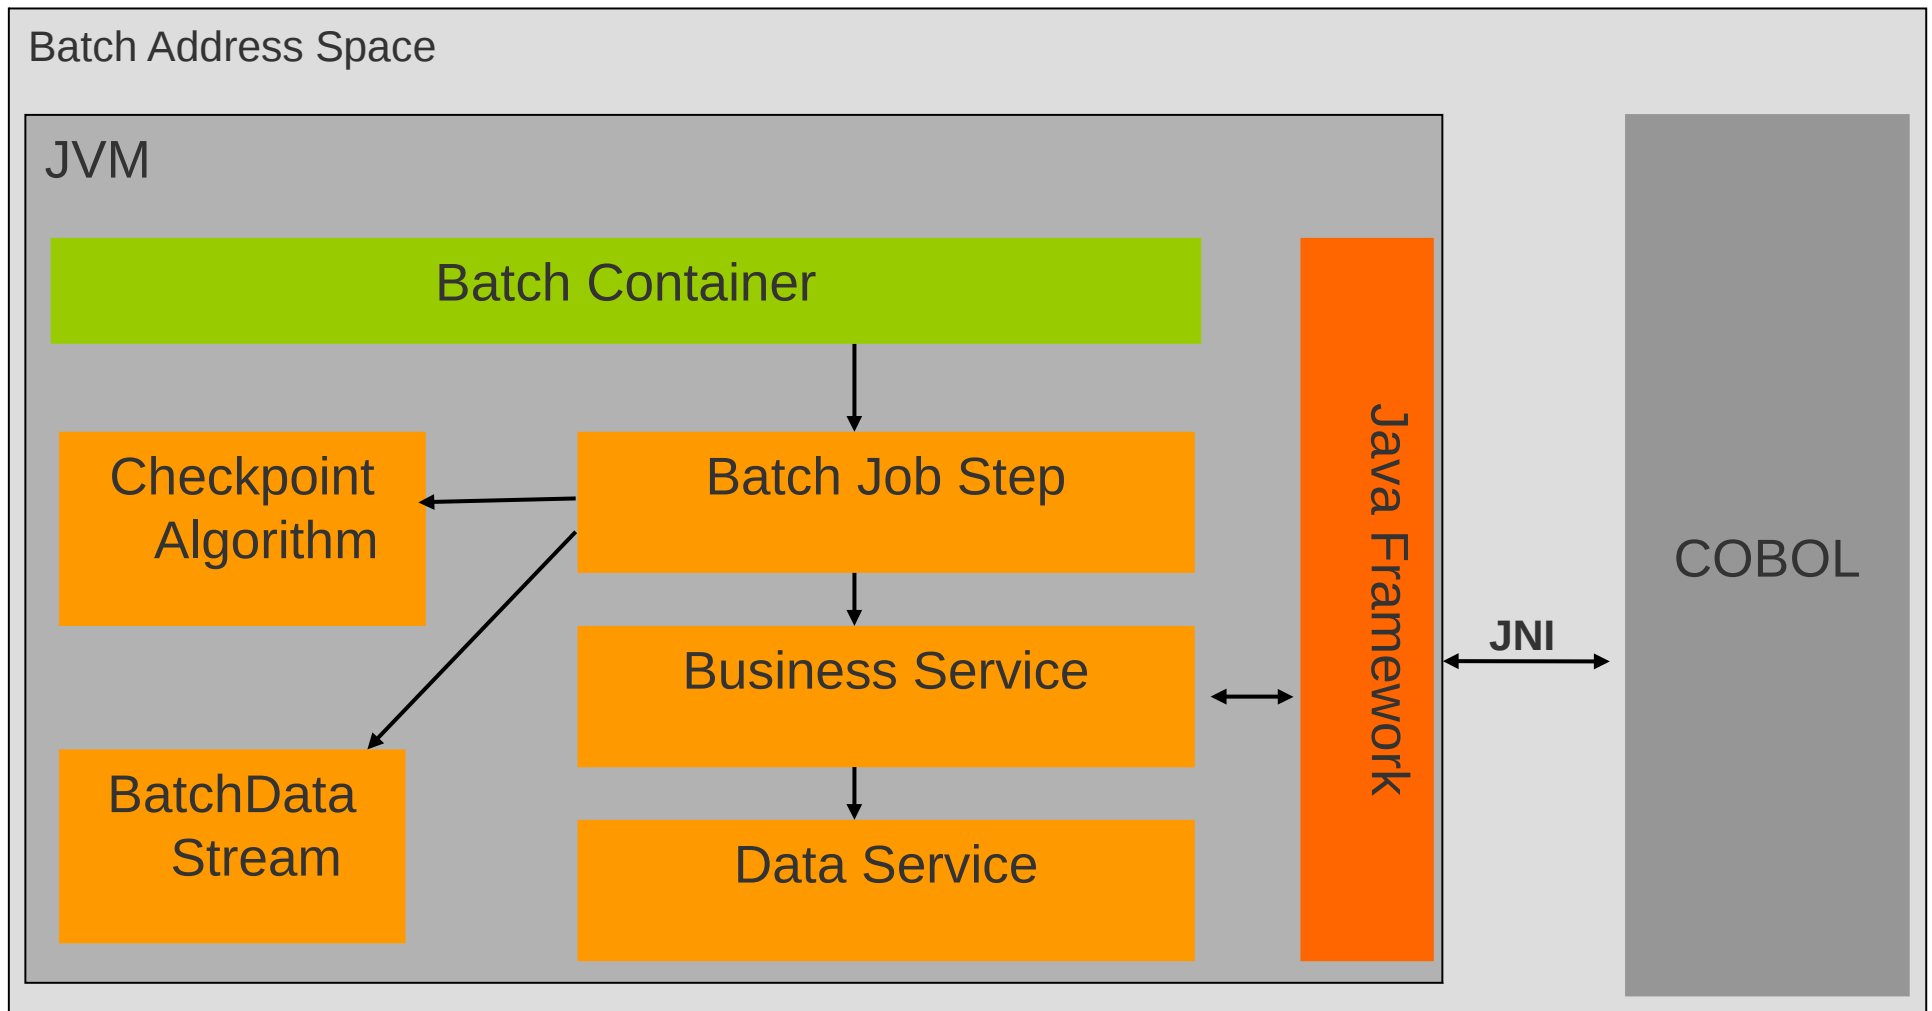 Batch Address Space
JVM
Batch Container
Checkpoint
Algorithm
Batch Job Step
Business Service
BatchData
Stream
Data Service
Java Framework
JNI
COBOL